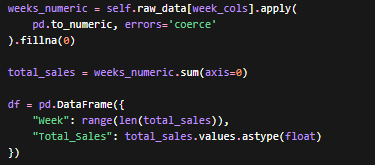 weeks_numeric = self.raw_data[week_cols].apply(
    pd.to_numeric, errors='coerce'
).fillna(0)
total_sales = weeks_numeric.sum(axis=0)
df = pd.DataFrame({
    "Week": range(len(total_sales)),
    "Total_Sales": total_sales.values.astype(float)
})